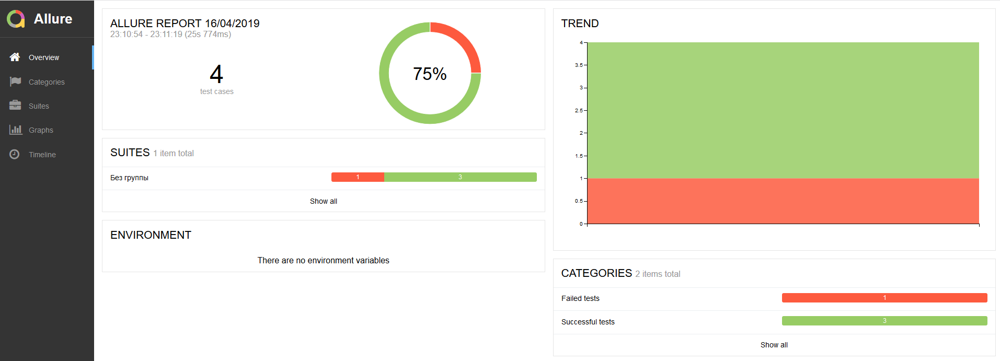 Allure
Overview
Categories
Suites
Graphs
Timeline
ALLURE REPORT 16/04/2019
23:10:54 - 23:11:19 (25s 774ms)
4
test cases
75%
SUITES 1 item total
Без группы
1 3
Show all
ENVIRONMENT
There are no environment variables
TREND
4
3.5
3
2.5
2
1.5
1
0.5
0
CATEGORIES 2 items total
Failed tests 1
Successful tests 3
Show all